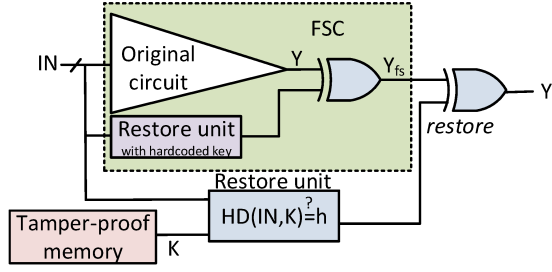 FSC
IN
Original
circuit
Y
Y_fs
Y
restore
Restore unit
with hardcoded key
Restore unit
HD(IN,K)≟h
Tamper-proof
memory
K